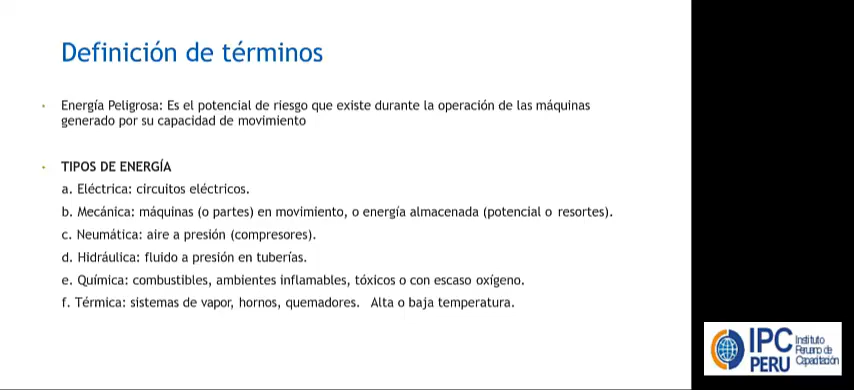 Definición de términos
• Energía Peligrosa: Es el potencial de riesgo que existe durante la operación de las máquinas
generado por su capacidad de movimiento
• TIPOS DE ENERGÍA
a. Eléctrica: circuitos eléctricos.
b. Mecánica: máquinas (o partes) en movimiento, o energía almacenada (potencial o resortes).
c. Neumática: aire a presión (compresores).
d. Hidráulica: fluido a presión en tuberías.
e. Química: combustibles, ambientes inflamables, tóxicos o con escaso oxígeno.
f. Térmica: sistemas de vapor, hornos, quemadores. Alta o baja temperatura.
IPC
PERU
Instituto
Peruano de
Capacitación